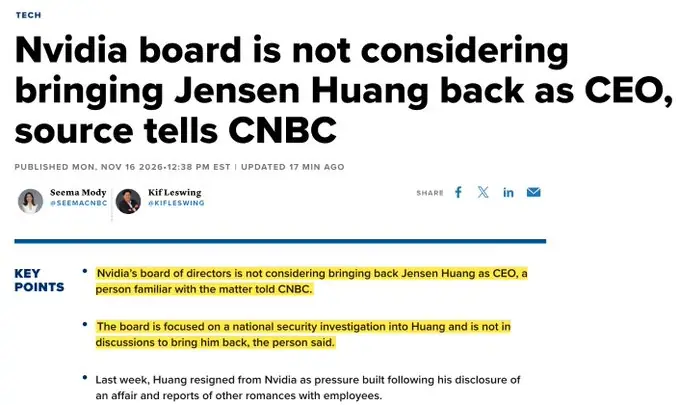 TECH
Nvidia board is not considering
bringing Jensen Huang back as CEO,
source tells CNBC
PUBLISHED MON, NOV 16 2026•12:38 PM EST | UPDATED 17 MIN AGO
Seema Mody
@SEEMACNBC
Kif Leswing
@KIFLESWING
SHARE
KEY
POINTS
• Nvidia's board of directors is not considering bringing back Jensen Huang as CEO, a
person familiar with the matter told CNBC.
• The board is focused on a national security investigation into Huang and is not in
discussions to bring him back, the person said.
• Last week, Huang resigned from Nvidia as pressure built following his disclosure of
an affair and reports of other romances with employees.